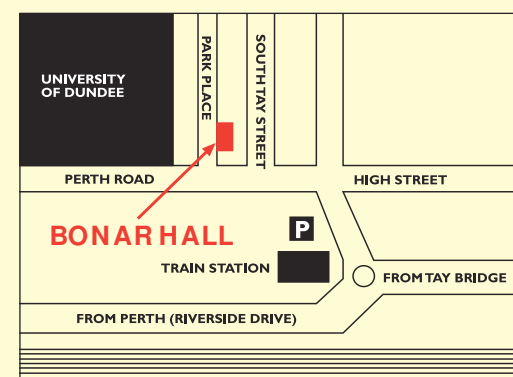 UNIVERSITY
OF DUNDEE
PARK PLACE
SOUTH TAY STREET
PERTH ROAD
HIGH STREET
BONAR HALL
P
TRAIN STATION
FROM TAY BRIDGE
FROM PERTH (RIVERSIDE DRIVE)